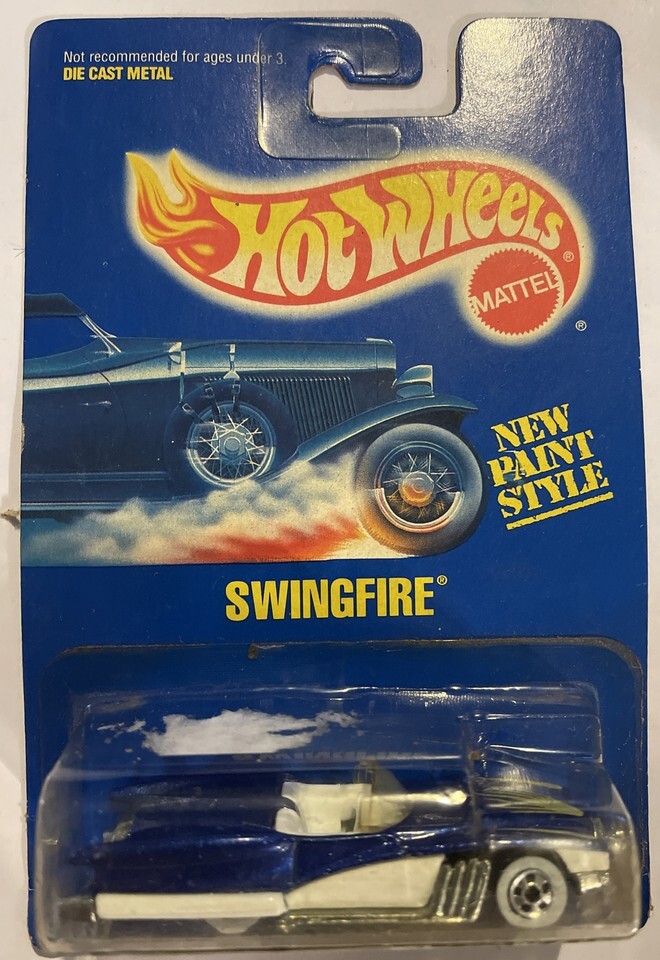 Not recommended for ages under 3.
DIE CAST METAL
HOT WHEELS®
MATTEL
®
NEW
PAINT
STYLE
SWINGFIRE®